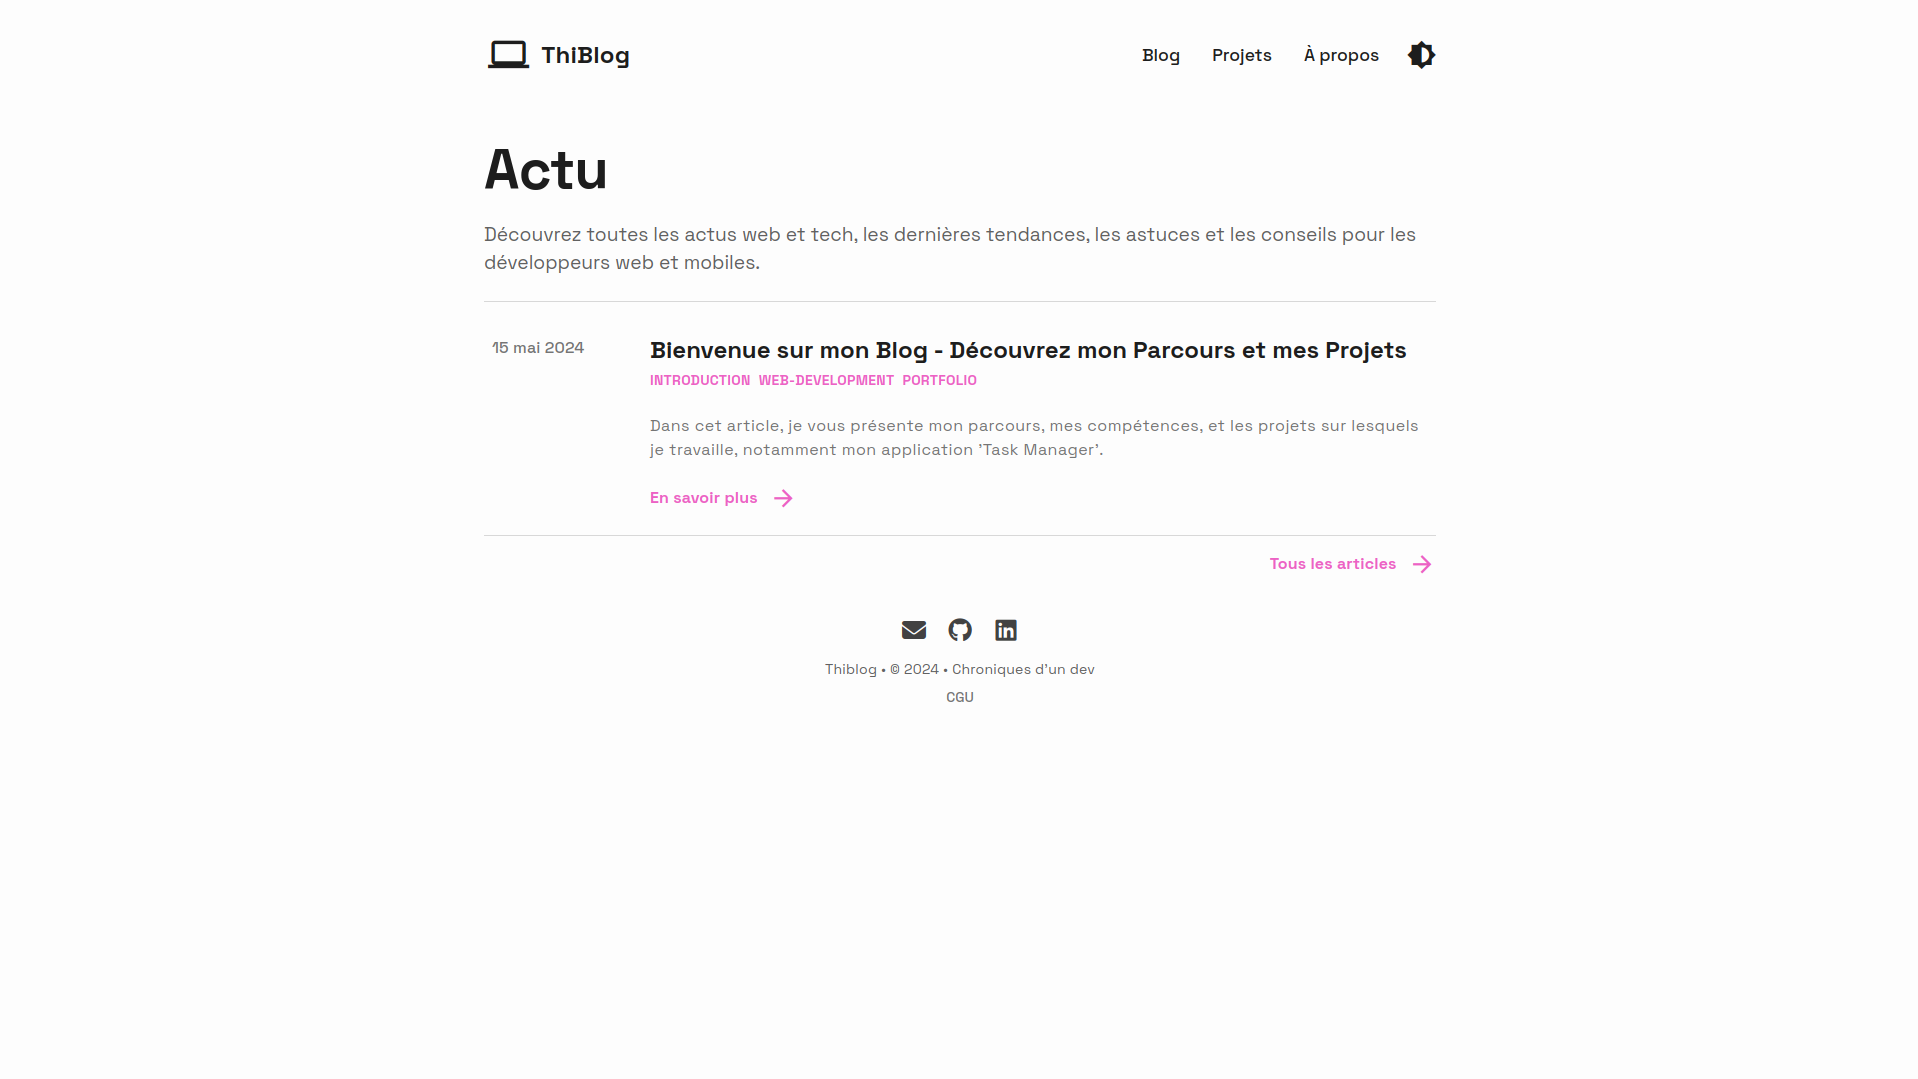 ThiBlog
Blog
Projets
À propos
Actu
Découvrez toutes les actus web et tech, les dernières tendances, les astuces et les conseils pour les
développeurs web et mobiles.
15 mai 2024
Bienvenue sur mon Blog - Découvrez mon Parcours et mes Projets
INTRODUCTION WEB-DEVELOPMENT PORTFOLIO
Dans cet article, je vous présente mon parcours, mes compétences, et les projets sur lesquels
je travaille, notamment mon application 'Task Manager'.
En savoir plus
Tous les articles
Thiblog • © 2024 • Chroniques d'un dev
CGU